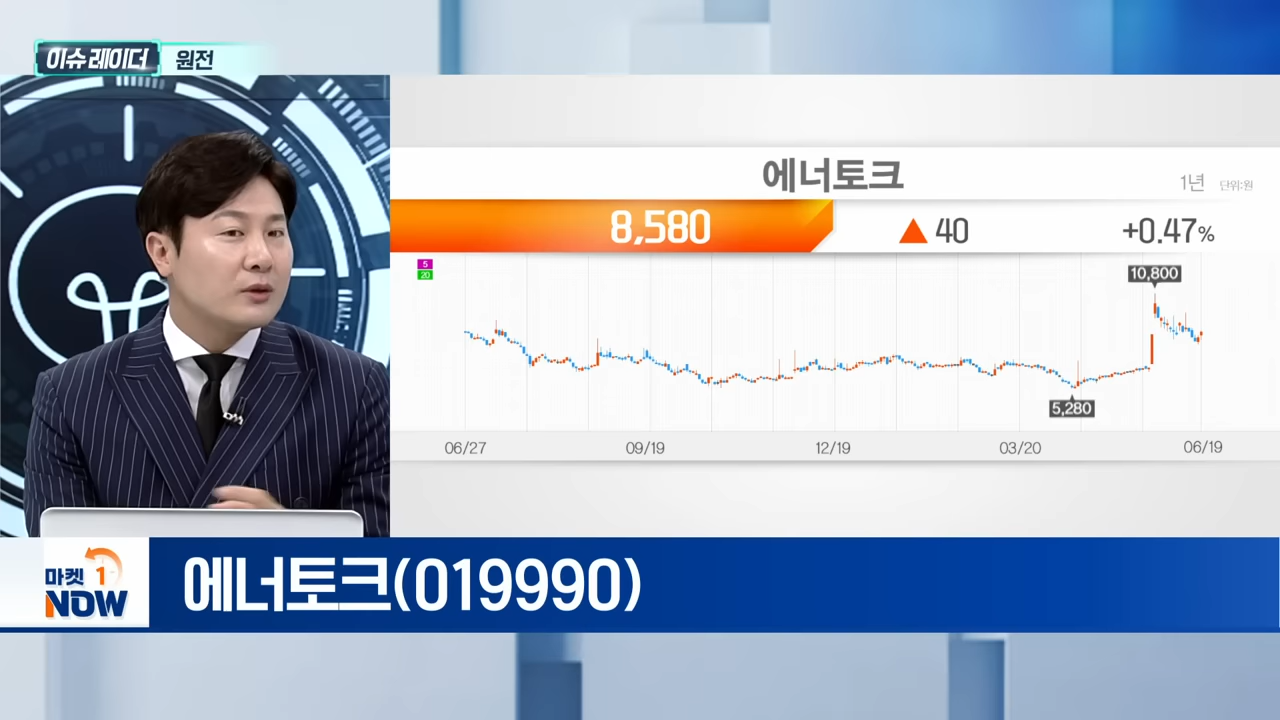 이슈레이더 원전
에너토크
1년 단위:원
8,580 ▲ 40 +0.47%
5
20
10,800
5,280
06/27 09/19 12/19 03/20 06/19
마켓 1
NOW
에너토크(019990)